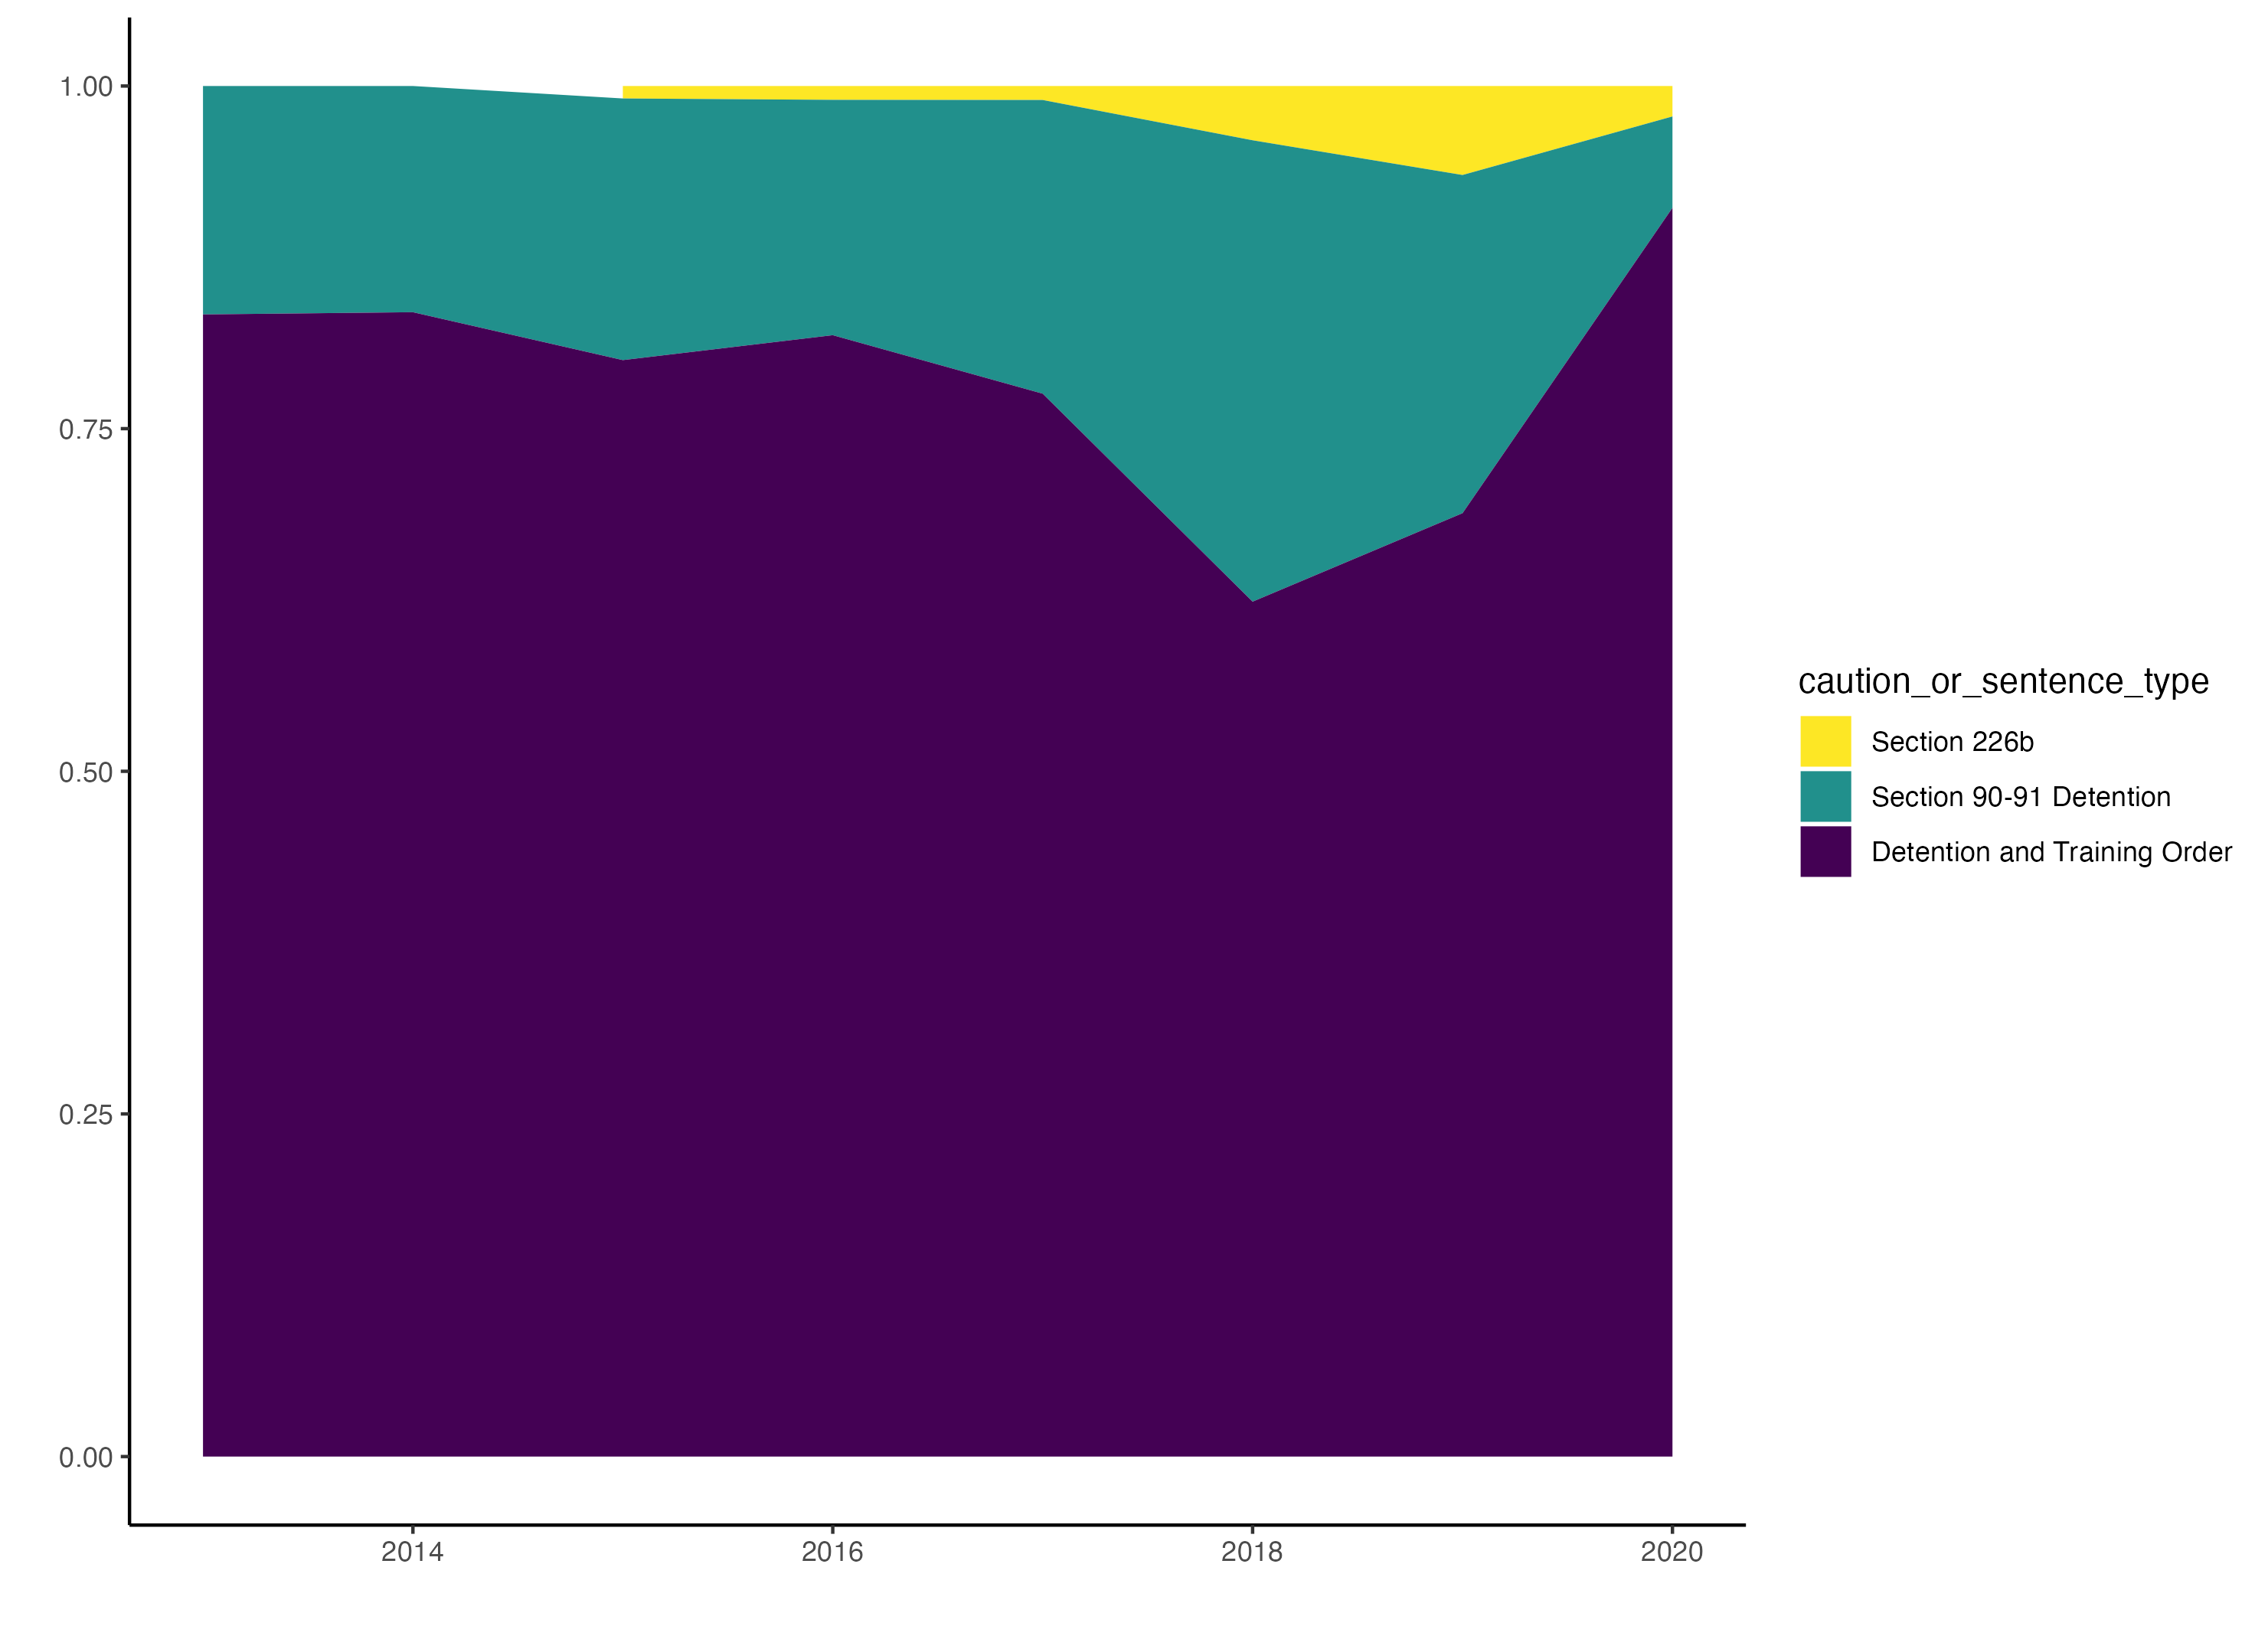 1.00
0.75
0.50
0.25
0.00
2014 2016 2018 2020
caution_or_sentence_type
Section 226b
Section 90-91 Detention
Detention and Training Order